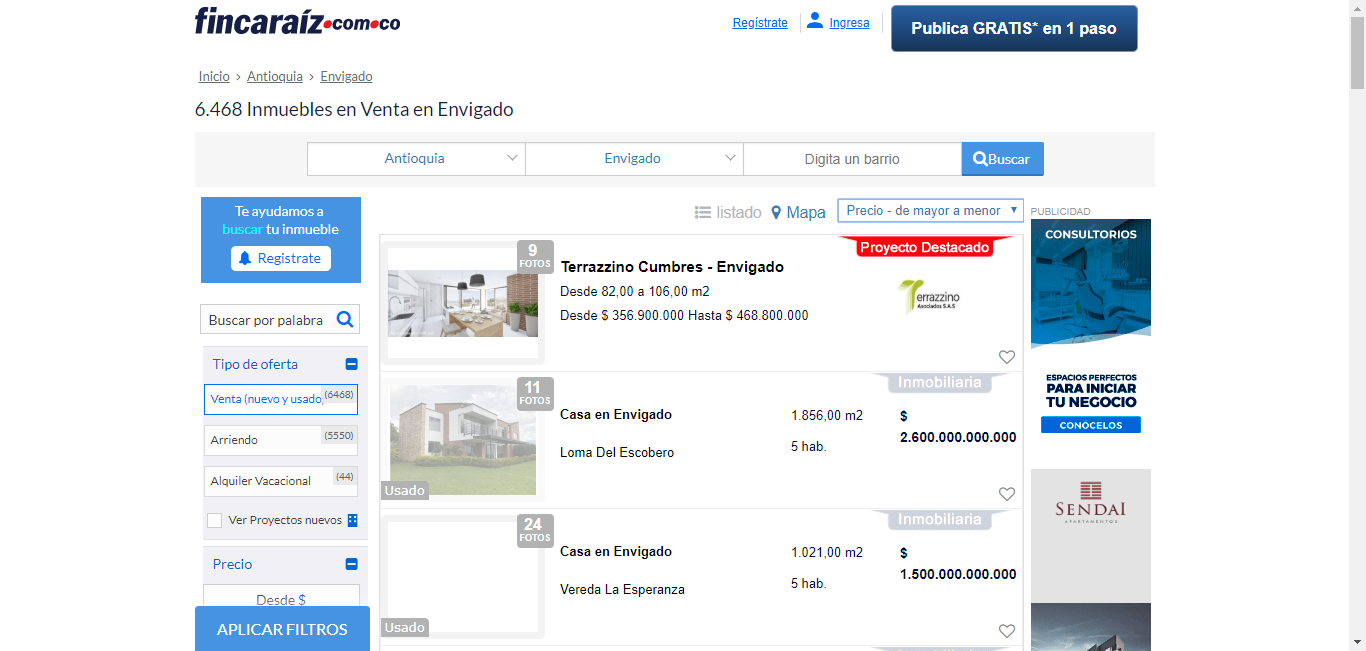 fincaraíz.com.co
Regístrate
Ingresa
Publica GRATIS* en 1 paso
Inicio > Antioquia > Envigado
6.468 Inmuebles en Venta en Envigado
Antioquia
Envigado
Digita un barrio
Buscar
Te ayudamos a
buscar tu inmueble
Registrate
Buscar por palabra
Tipo de oferta
Venta (nuevo y usado)
(6468)
Arriendo
(5550)
Alquiler Vacacional
(44)
Ver Proyectos nuevos
Precio
Desde $
APLICAR FILTROS
listado
Mapa
Precio - de mayor a menor
9
FOTOS
Terrazzino Cumbres - Envigado
Desde 82,00 a 106,00 m2
Desde $ 356.900.000 Hasta $ 468.800.000
Proyecto Destacado
Terrazzino
Asociados S.A.S
11
FOTOS
Usado
Casa en Envigado
Loma Del Escobero
1.856,00 m2
5 hab.
Inmobiliaria
$
2.600.000.000.000
24
FOTOS
Usado
Casa en Envigado
Vereda La Esperanza
1.021,00 m2
5 hab.
Inmobiliaria
$
1.500.000.000.000
PUBLICIDAD
CONSULTORIOS
ESPACIOS PERFECTOS
PARA INICIAR
TU NEGOCIO
CONÓCELOS
SENDAI
APARTAMENTOS